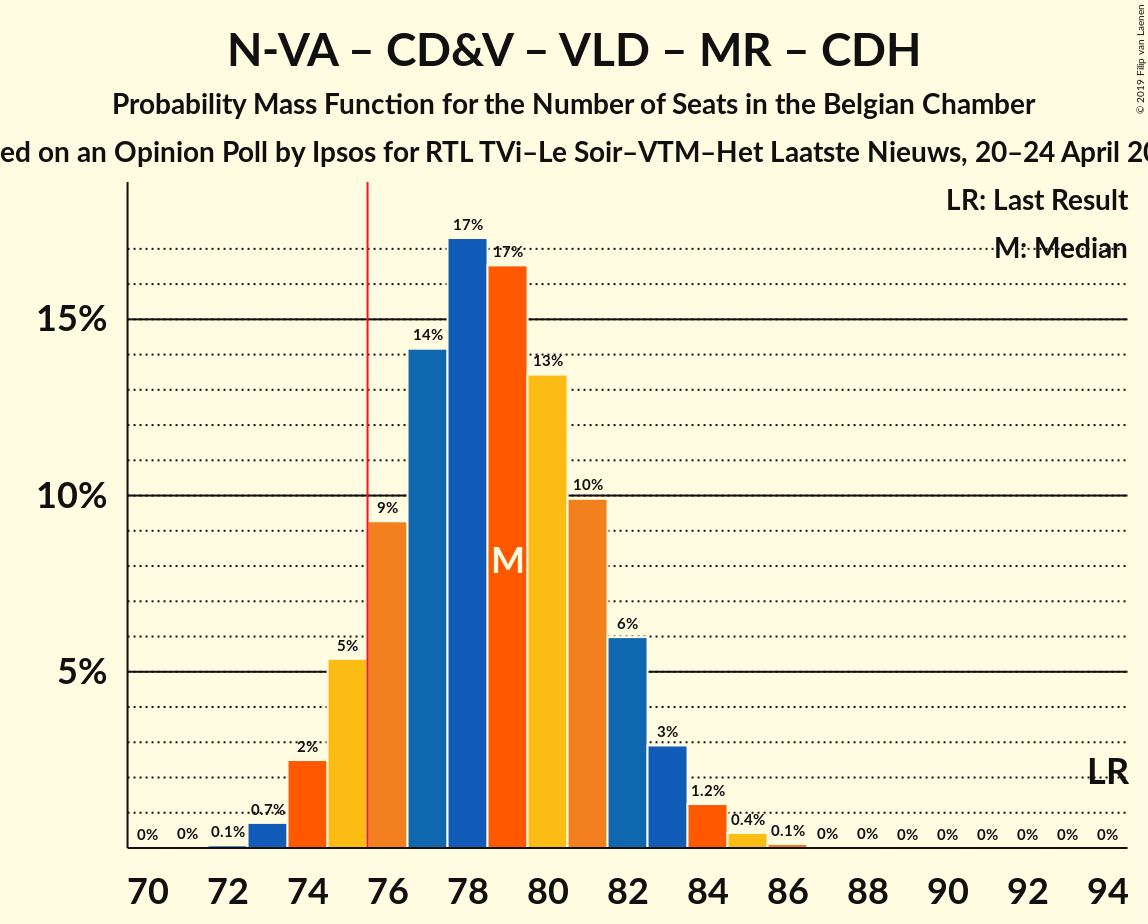 N-VA – CD&V – VLD – MR – CDH
Probability Mass Function for the Number of Seats in the Belgian Chamber
on an Opinion Poll by Ipsos for RTL TVi–Le Soir–VTM–Het Laatste Nieuws, 20–24 April
© 2019 Filip van Laenen
LR: Last Result
M: Median
15%
10%
5%
0% 0% 0.1% 0.7% 2% 5% 9% 14% 17% 17% 13% 10% 6% 3% 1.2% 0.4% 0.1% 0% 0% 0% 0% 0% 0% 0% 0%
M
LR
70 72 74 76 78 80 82 84 86 88 90 92 94